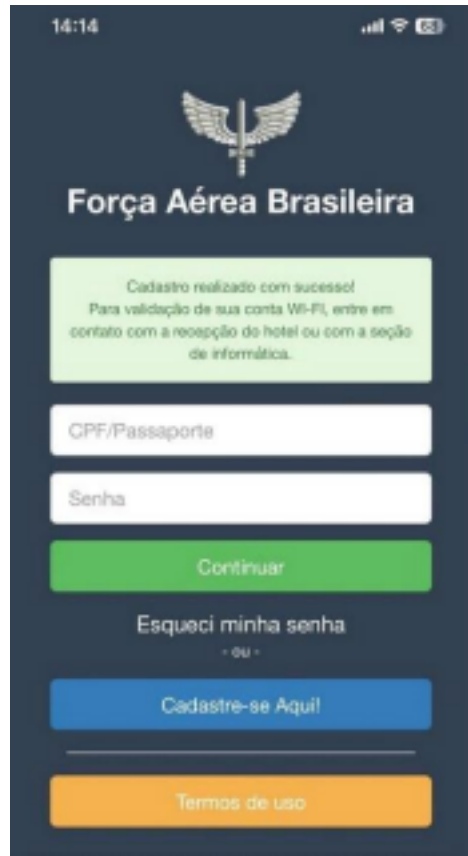 14:14
Força Aérea Brasileira
Cadastro realizado com sucesso!
Para validação de sua conta WI-FI, entre em
contato com a recepção do hotel ou com a seção
de informática.
CPF/Passaporte
Senha
Continuar
Esqueci minha senha
- ou -
Cadastre-se Aqui!
Termos de uso